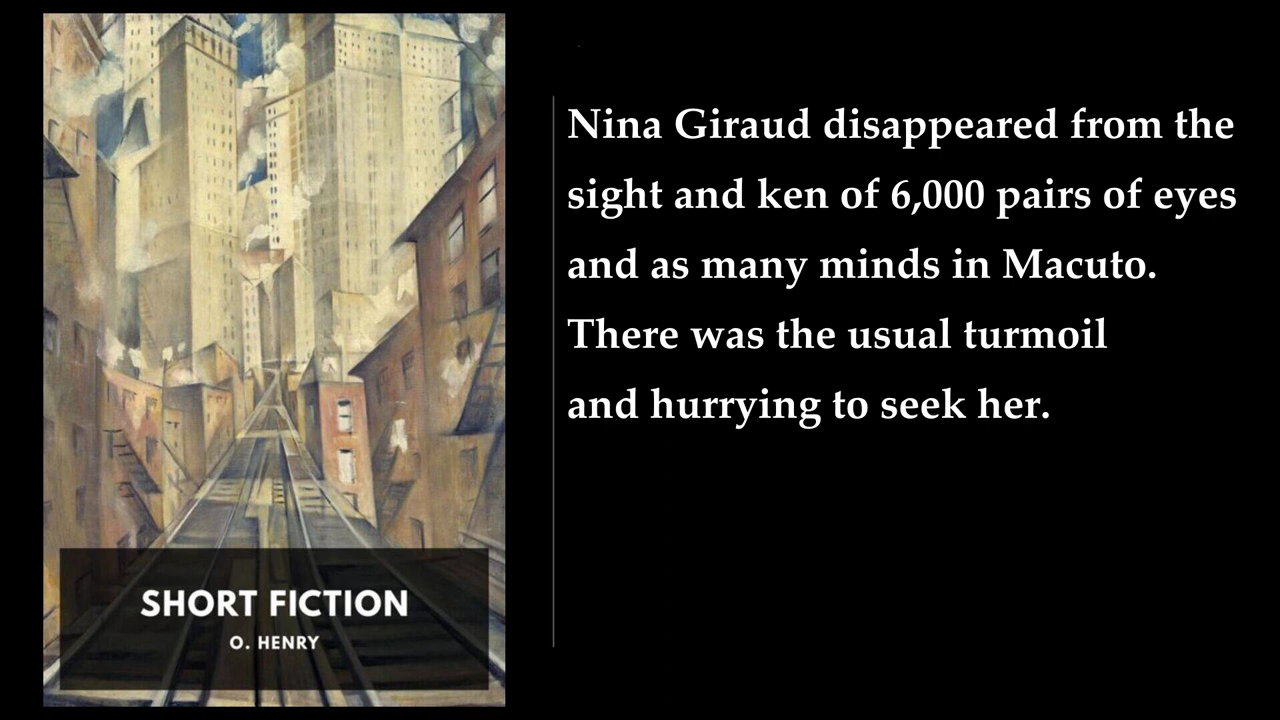 Nina Giraud disappeared from the
sight and ken of 6,000 pairs of eyes
and as many minds in Macuto.
There was the usual turmoil
and hurrying to seek her.
SHORT FICTION
O. HENRY